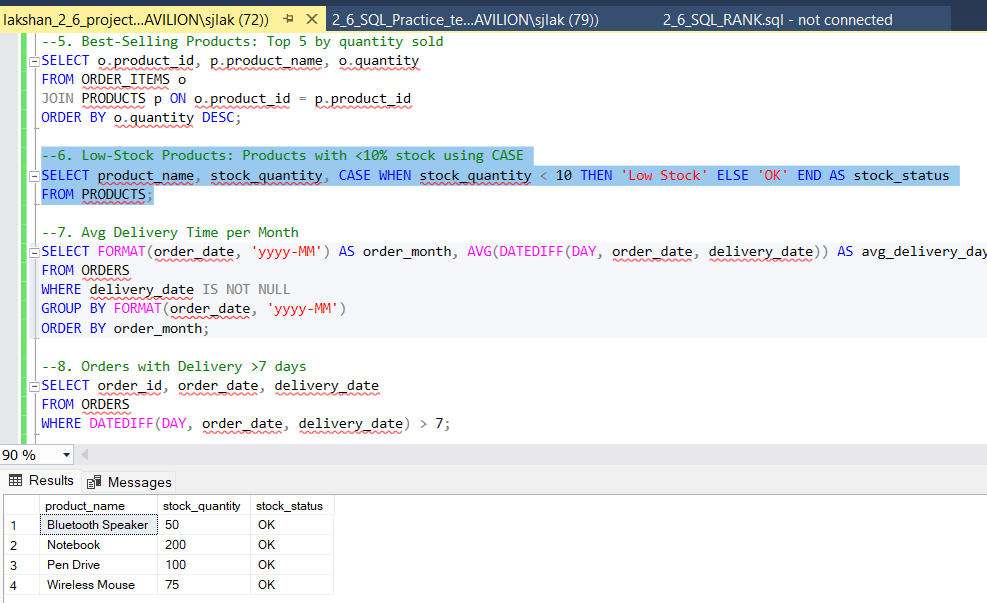 lakshan_2_6_project...AVILION\sjlak (72)) 2_6_SQL_Practice_te...AVILION\sjlak (79)) 2_6_SQL_RANK.sql - not connected
--5. Best-Selling Products: Top 5 by quantity sold
SELECT o.product_id, p.product_name, o.quantity
FROM ORDER_ITEMS o
JOIN PRODUCTS p ON o.product_id = p.product_id
ORDER BY o.quantity DESC;
--6. Low-Stock Products: Products with <10% stock using CASE
SELECT product_name, stock_quantity, CASE WHEN stock_quantity < 10 THEN 'Low Stock' ELSE 'OK' END AS stock_status
FROM PRODUCTS;
--7. Avg Delivery Time per Month
SELECT FORMAT(order_date, 'yyyy-MM') AS order_month, AVG(DATEDIFF(DAY, order_date, delivery_date)) AS avg_delivery_day
FROM ORDERS
WHERE delivery_date IS NOT NULL
GROUP BY FORMAT(order_date, 'yyyy-MM')
ORDER BY order_month;
--8. Orders with Delivery >7 days
SELECT order_id, order_date, delivery_date
FROM ORDERS
WHERE DATEDIFF(DAY, order_date, delivery_date) > 7;
90 %
Results Messages
product_name stock_quantity stock_status
1 Bluetooth Speaker 50 OK
2 Notebook 200 OK
3 Pen Drive 100 OK
4 Wireless Mouse 75 OK